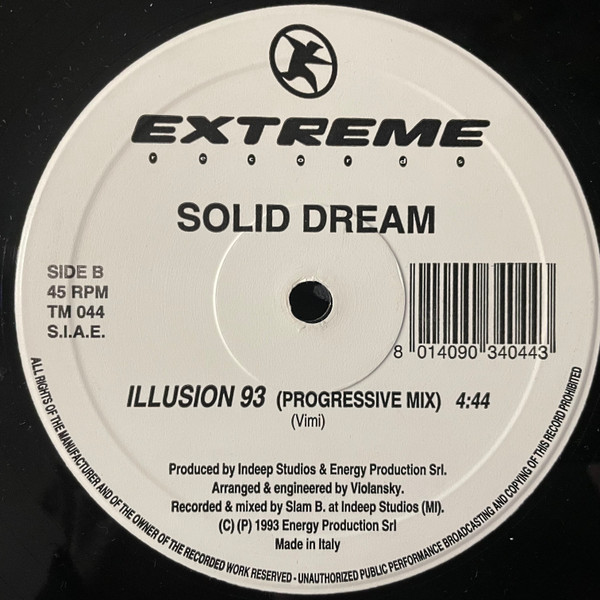 EXTREME
records
SOLID DREAM
SIDE B
45 RPM
TM 044
S.I.A.E.
8 014090 340443
ILLUSION 93 (PROGRESSIVE MIX) 4:44
(Vimi)
Produced by Indeep Studios & Energy Production Srl.
Arranged & engineered by Violansky.
Recorded & mixed by Slam B. at Indeep Studios (MI).
(C) (P) 1993 Energy Production Srl
Made in Italy
ALL RIGHTS OF THE MANUFACTURER AND OF THE OWNER OF THE RECORDED WORK RESERVED - UNAUTHORIZED PUBLIC PERFORMANCE BROADCASTING AND COPYING OF THIS RECORD PROHIBITED